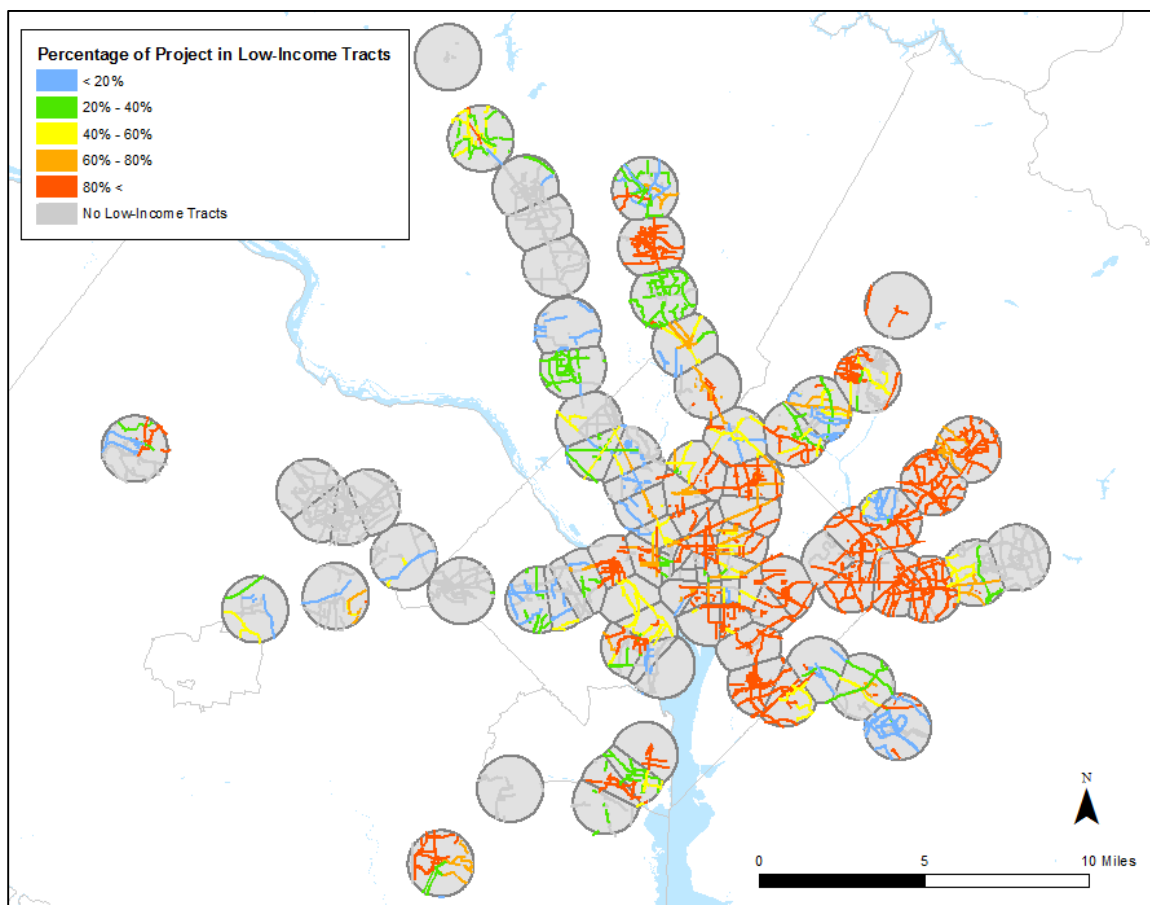 Percentage of Project in Low-Income Tracts
< 20%
20% - 40%
40% - 60%
60% - 80%
80% <
No Low-Income Tracts
N
0 5 10 Miles